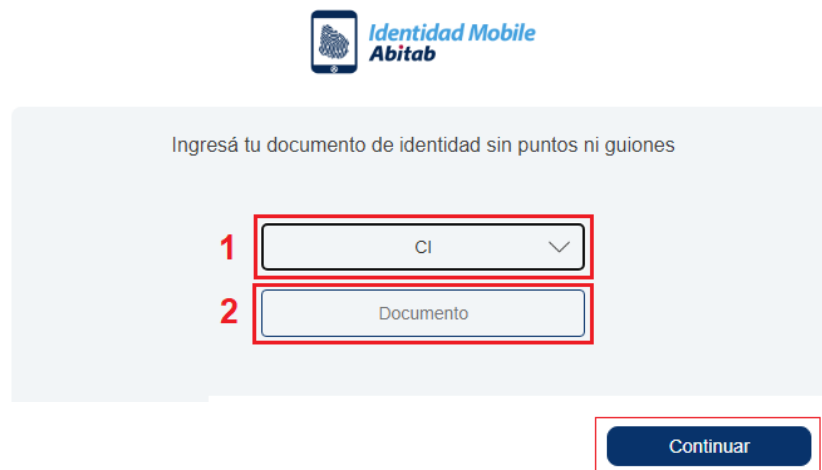 Identidad Mobile
Abitab
Ingresá tu documento de identidad sin puntos ni guiones
1
CI
2
Documento
Continuar